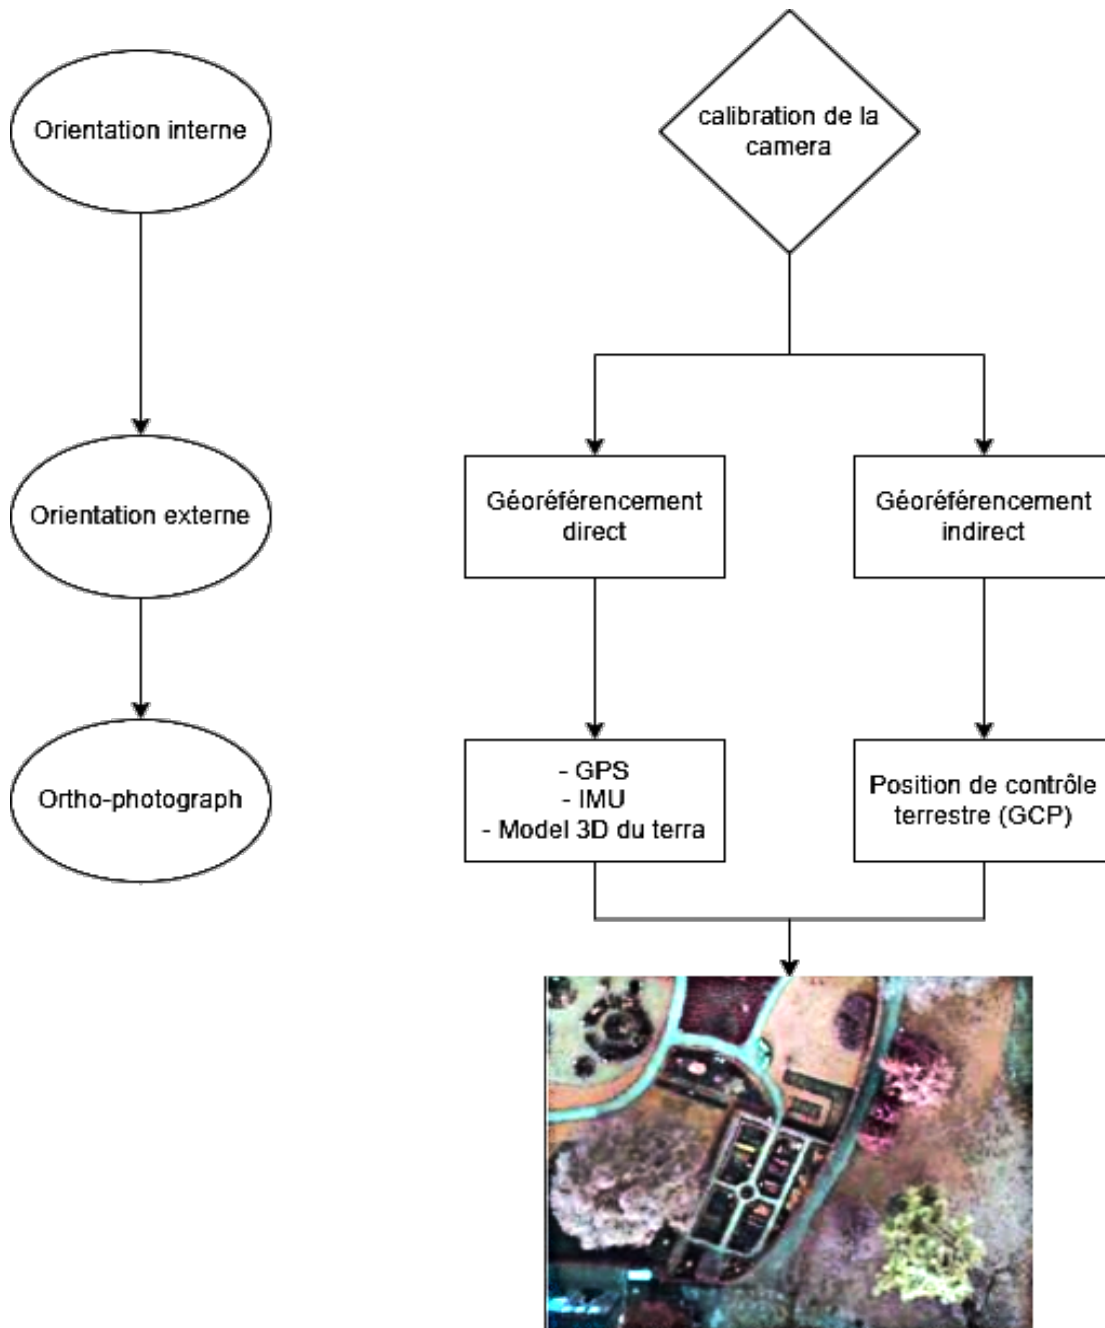 Orientation interne
calibration de la
camera
Orientation externe
Géoréférencement
direct
Géoréférencement
indirect
Ortho-photograph
- GPS
- IMU
- Model 3D du terra
Position de contrôle
terrestre (GCP)